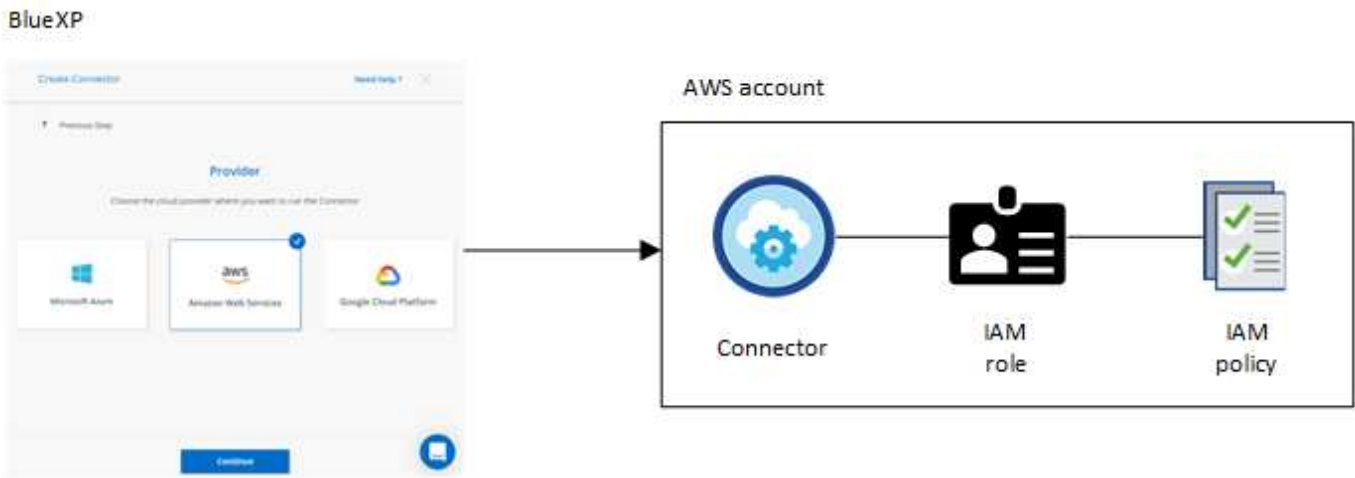 BlueXP
Create Connector
Need help?
Previous Step
Provider
Choose the cloud provider where you want to run the Connector
Microsoft Azure
aws
Amazon Web Services
Google Cloud Platform
Continue
AWS account
Connector
IAM
role
IAM
policy